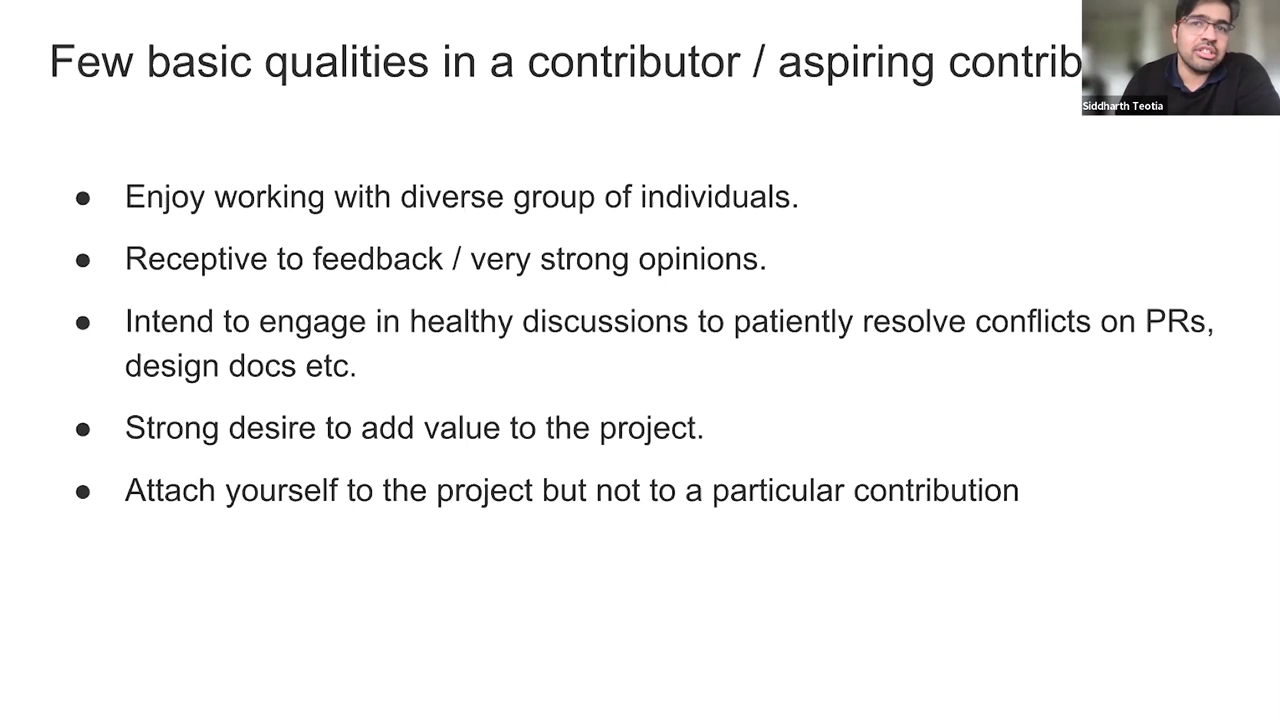 Few basic qualities in a contributor / aspiring contrib
Siddharth Teotia
● Enjoy working with diverse group of individuals.
● Receptive to feedback / very strong opinions.
● Intend to engage in healthy discussions to patiently resolve conflicts on PRs,
design docs etc.
● Strong desire to add value to the project.
● Attach yourself to the project but not to a particular contribution